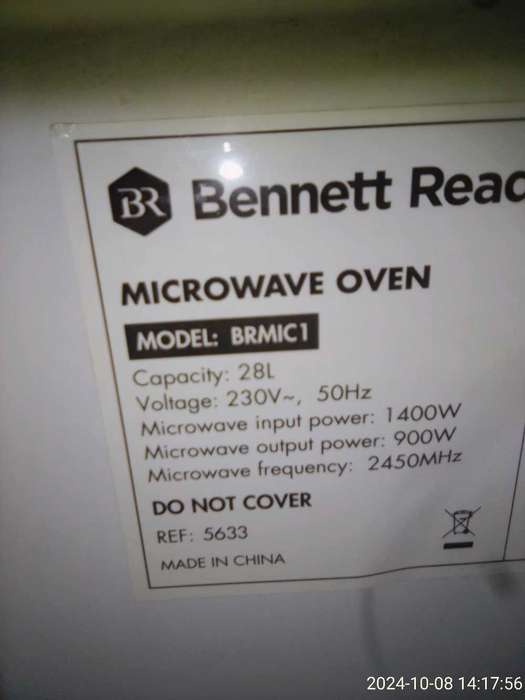 BR Bennett Read
MICROWAVE OVEN
MODEL: BRMIC1
Capacity: 28L
Voltage: 230V~, 50Hz
Microwave input power: 1400W
Microwave output power: 900W
Microwave frequency: 2450MHz
DO NOT COVER
REF: 5633
MADE IN CHINA
2024-10-08 14:17:56